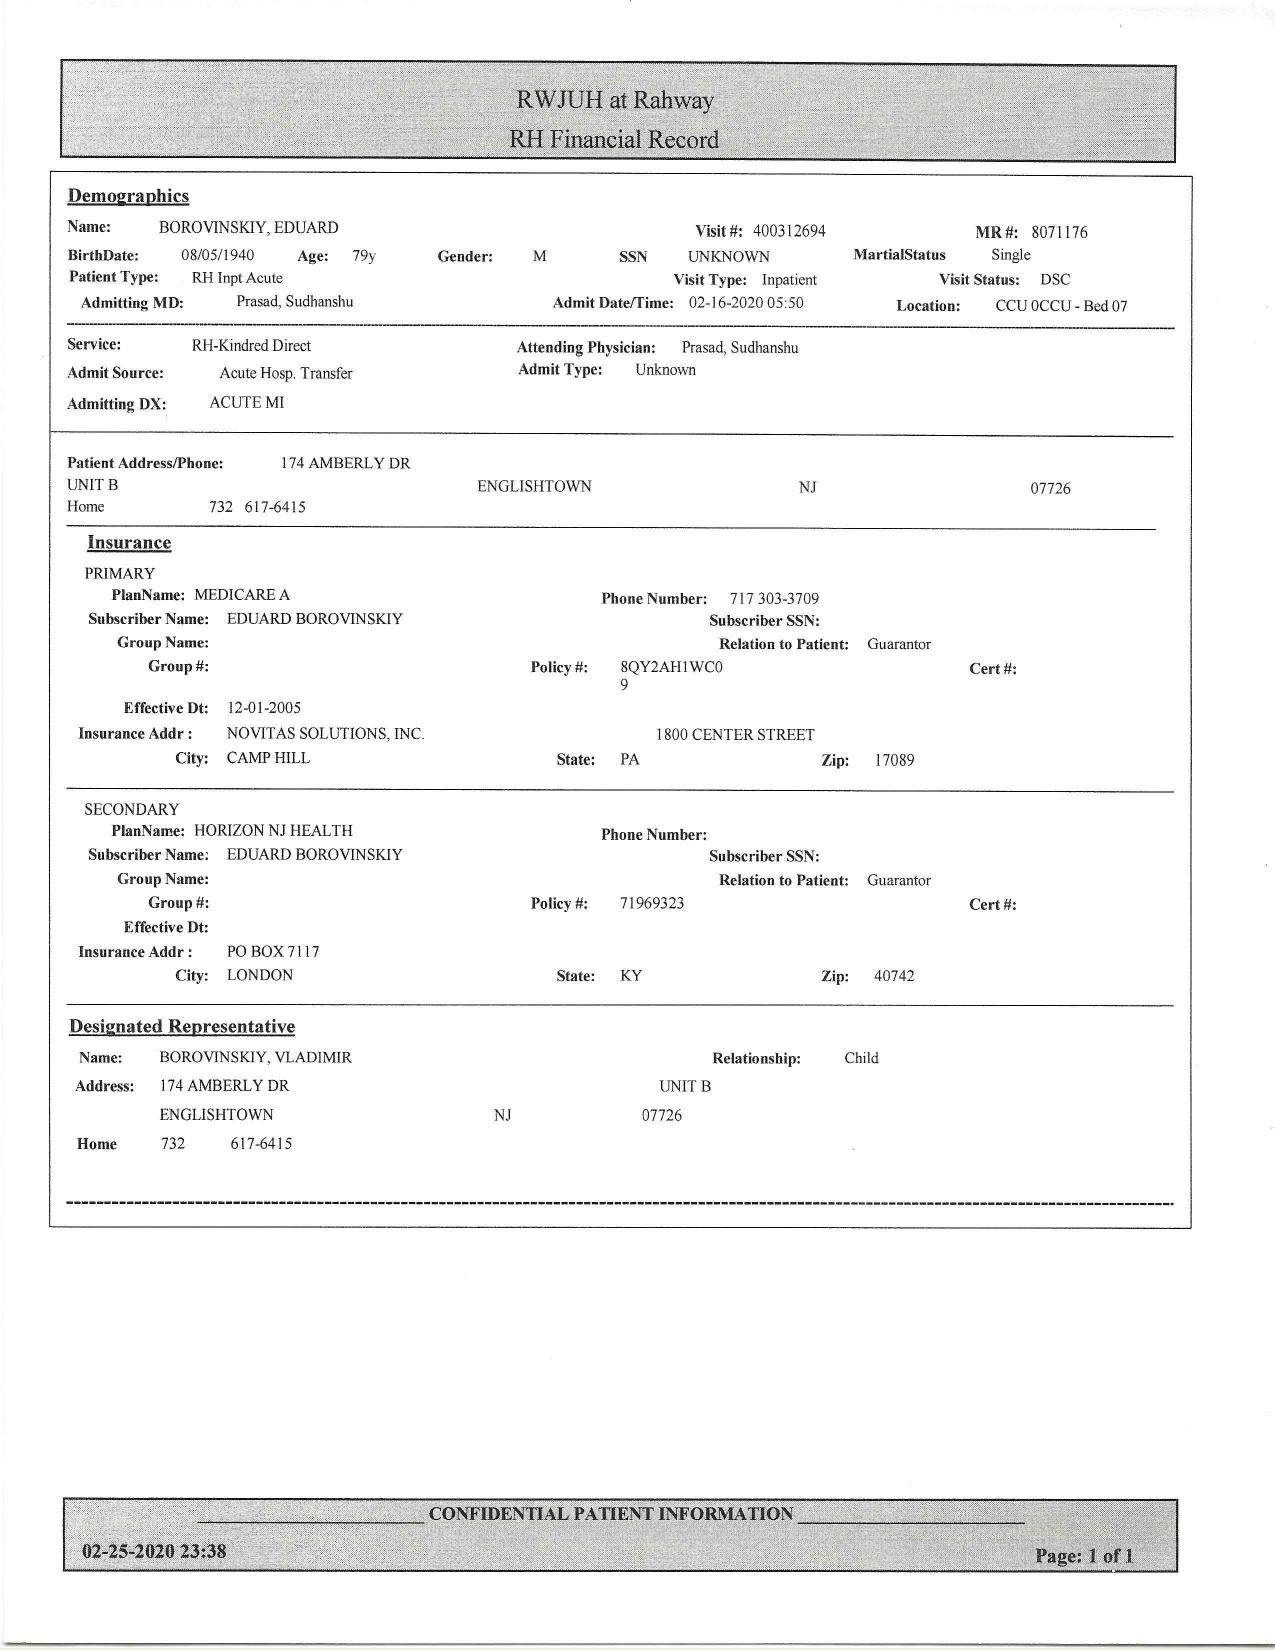 RWJUH at Rahway
RH Financial Record
Demographics
Name: BOROVINSKIY, EDUARD Visit #: 400312694 MR #: 8071176
BirthDate: 08/05/1940 Age: 79y Gender: M SSN UNKNOWN MartialStatus Single
Patient Type: RH Inpt Acute Visit Type: Inpatient Visit Status: DSC
Admitting MD: Prasad, Sudhanshu Admit Date/Time: 02-16-2020 05:50 Location: CCU 0CCU - Bed 07
Service: RH-Kindred Direct Attending Physician: Prasad, Sudhanshu
Admit Source: Acute Hosp. Transfer Admit Type: Unknown
Admitting DX: ACUTE MI
Patient Address/Phone: 174 AMBERLY DR
UNIT B ENGLISHTOWN NJ 07726
Home 732 617-6415
Insurance
PRIMARY
PlanName: MEDICARE A Phone Number: 717 303-3709
Subscriber Name: EDUARD BOROVINSKIY Subscriber SSN:
Group Name: Relation to Patient: Guarantor
Group #: Policy #: 8QY2AH1WC0 Cert #:
9
Effective Dt: 12-01-2005
Insurance Addr : NOVITAS SOLUTIONS, INC. 1800 CENTER STREET
City: CAMP HILL State: PA Zip: 17089
SECONDARY
PlanName: HORIZON NJ HEALTH Phone Number:
Subscriber Name: EDUARD BOROVINSKIY Subscriber SSN:
Group Name: Relation to Patient: Guarantor
Group #: Policy #: 71969323 Cert #:
Effective Dt:
Insurance Addr : PO BOX 7117
City: LONDON State: KY Zip: 40742
Designated Representative
Name: BOROVINSKIY, VLADIMIR Relationship: Child
Address: 174 AMBERLY DR UNIT B
ENGLISHTOWN NJ 07726
Home 732 617-6415
CONFIDENTIAL PATIENT INFORMATION
02-25-2020 23:38 Page: 1 of 1